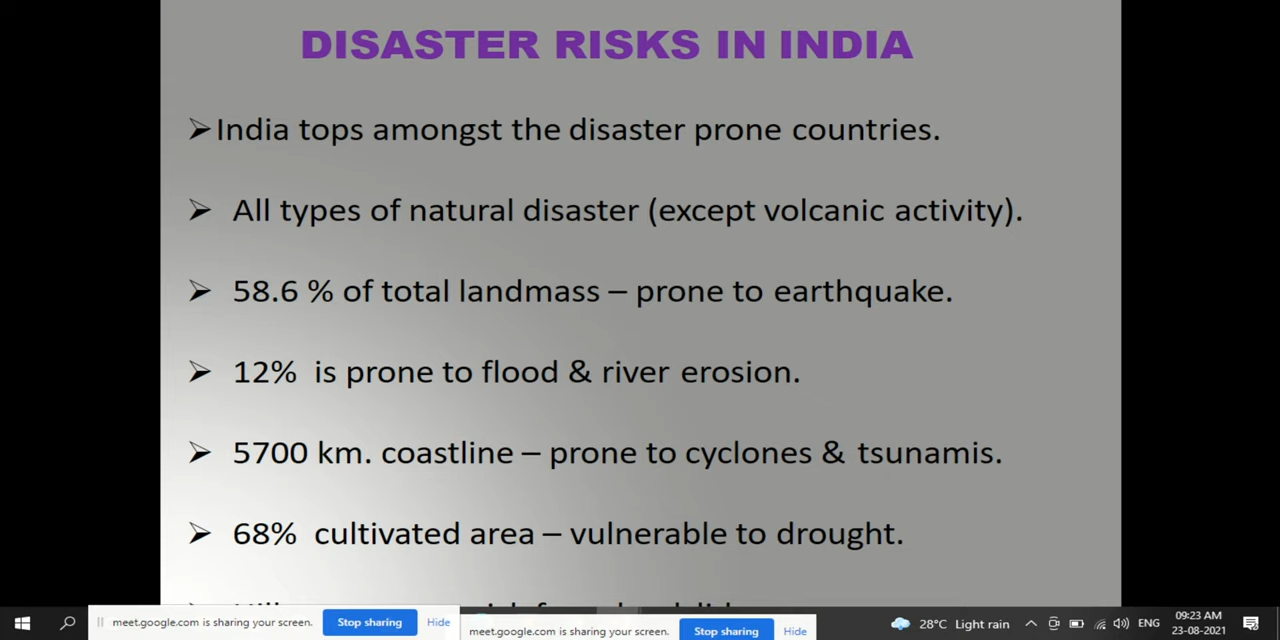 DISASTER RISKS IN INDIA
➢India tops amongst the disaster prone countries.
➢ All types of natural disaster (except volcanic activity).
➢ 58.6 % of total landmass – prone to earthquake.
➢ 12% is prone to flood & river erosion.
➢ 5700 km. coastline – prone to cyclones & tsunamis.
➢ 68% cultivated area – vulnerable to drought.
meet.google.com is sharing your screen. Stop sharing Hide
meet.google.com is sharing your screen. Stop sharing Hide
28°C Light rain
ENG
09:23 AM
23-08-2021